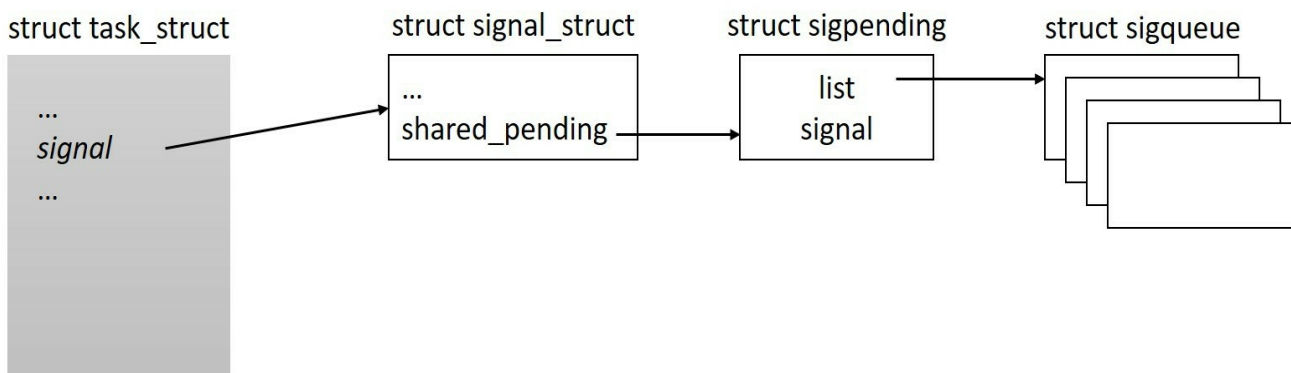 struct task_struct
...
signal
...
struct signal_struct
...
shared_pending
struct sigpending
list
signal
struct sigqueue